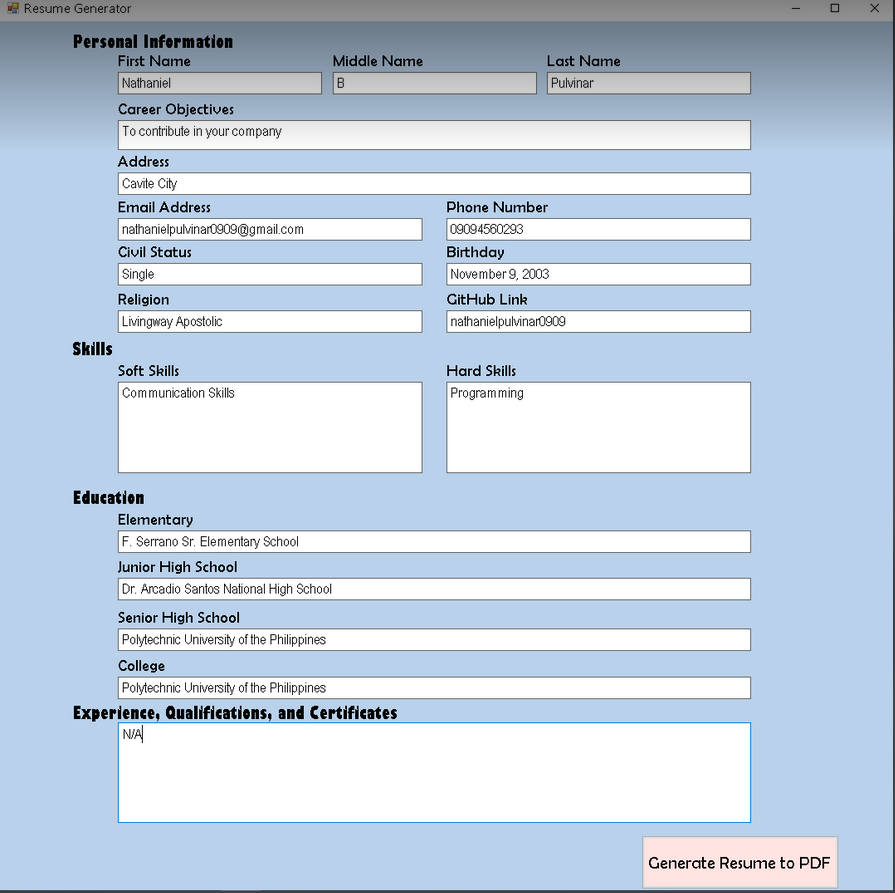 Resume Generator
Personal Information
First Name Middle Name Last Name
Nathaniel B Pulvinar
Career Objectives
To contribute in your company
Address
Cavite City
Email Address Phone Number
nathanielpulvinar0909@gmail.com 09094560293
Civil Status Birthday
Single November 9, 2003
Religion GitHub Link
Livingway Apostolic nathanielpulvinar0909
Skills
Soft Skills Hard Skills
Communication Skills Programming
Education
Elementary
F. Serrano Sr. Elementary School
Junior High School
Dr. Arcadio Santos National High School
Senior High School
Polytechnic University of the Philippines
College
Polytechnic University of the Philippines
Experience, Qualifications, and Certificates
N/A
Generate Resume to PDF